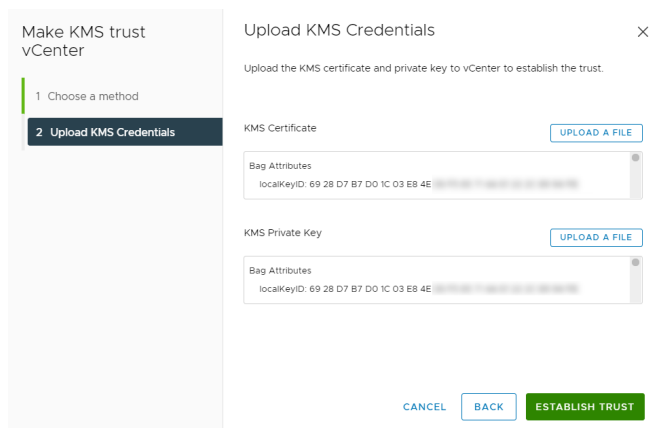 Make KMS trust
vCenter
1 Choose a method
2 Upload KMS Credentials
Upload KMS Credentials
Upload the KMS certificate and private key to vCenter to establish the trust.
KMS Certificate
UPLOAD A FILE
Bag Attributes
localKeyID: 69 28 D7 B7 D0 1C 03 E8 4E
KMS Private Key
UPLOAD A FILE
Bag Attributes
localKeyID: 69 28 D7 B7 D0 1C 03 E8 4E
CANCEL
BACK
ESTABLISH TRUST